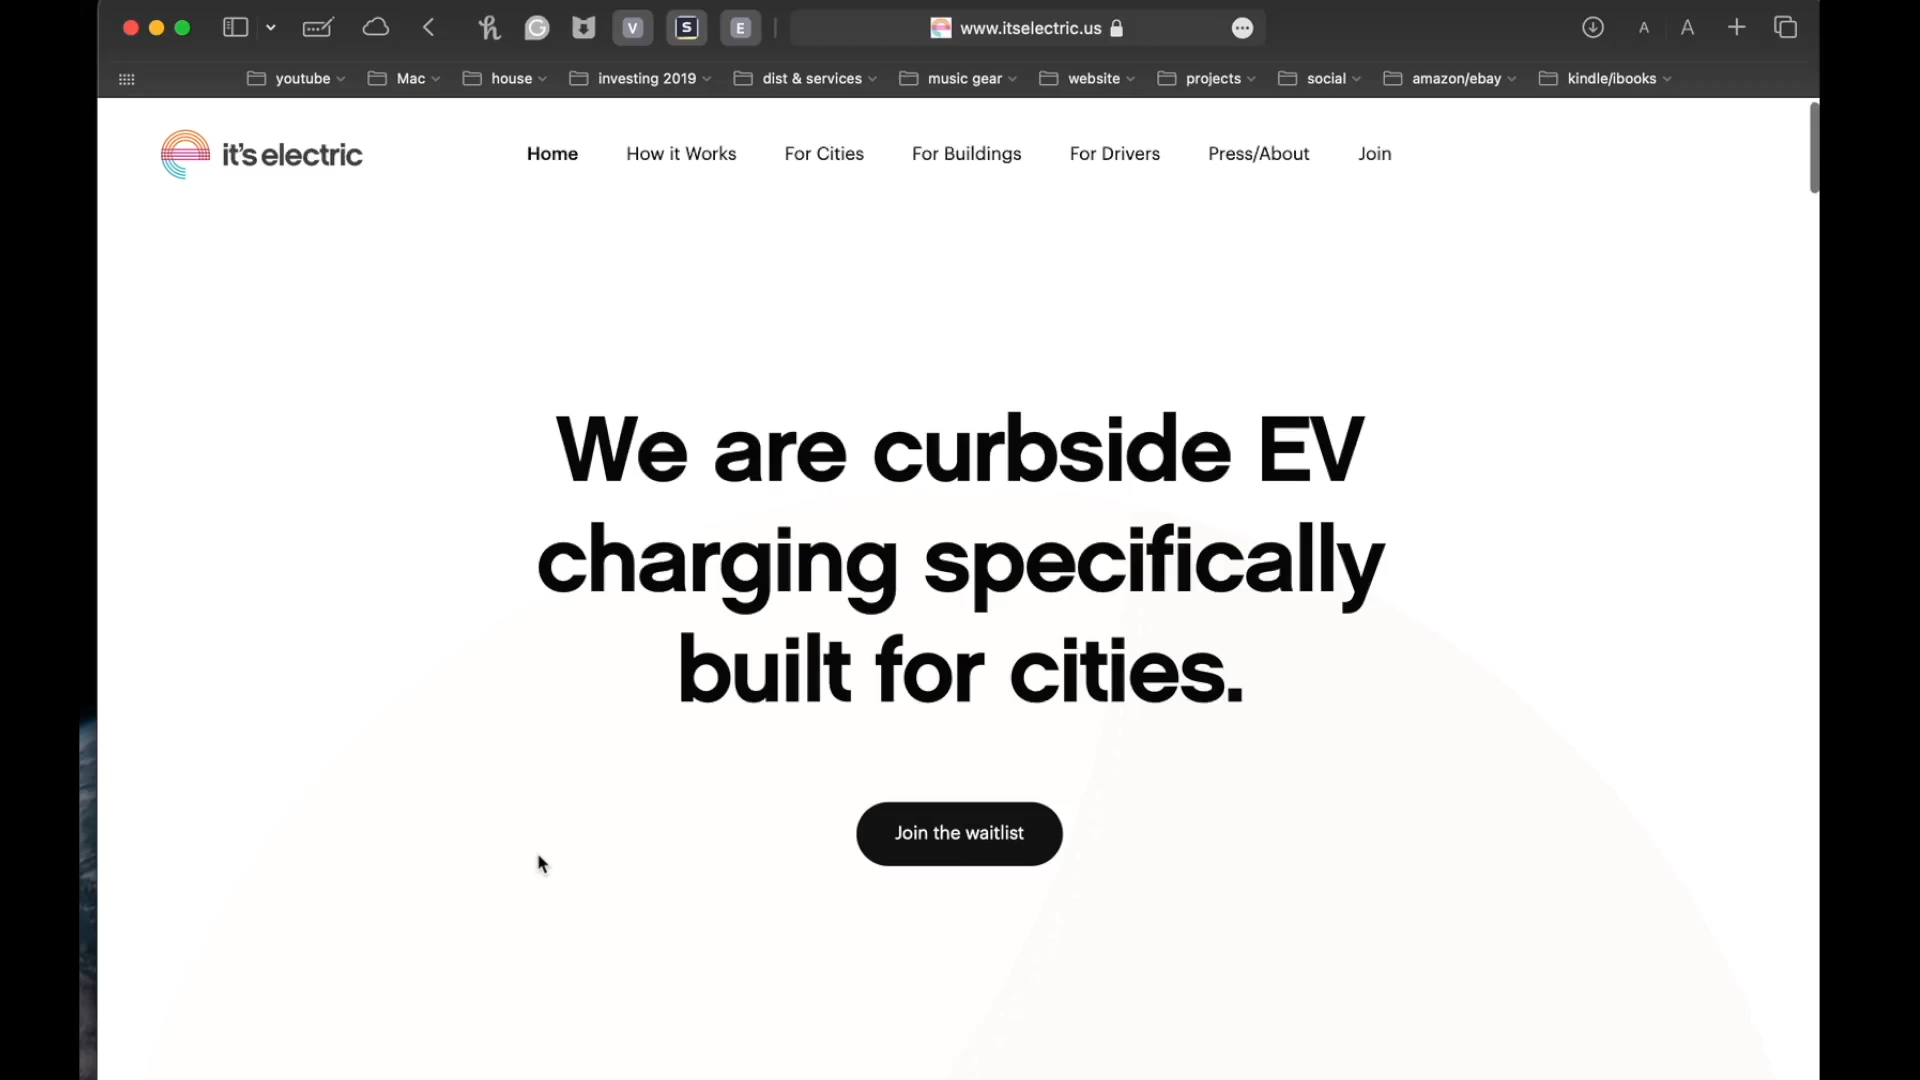 V
S
E
www.itselectric.us
A
A
youtube
Mac
house
investing 2019
dist & services
music gear
website
projects
social
amazon/ebay
kindle/ibooks
it's electric
Home
How it Works
For Cities
For Buildings
For Drivers
Press/About
Join
We are curbside EV
charging specifically
built for cities.
Join the waitlist